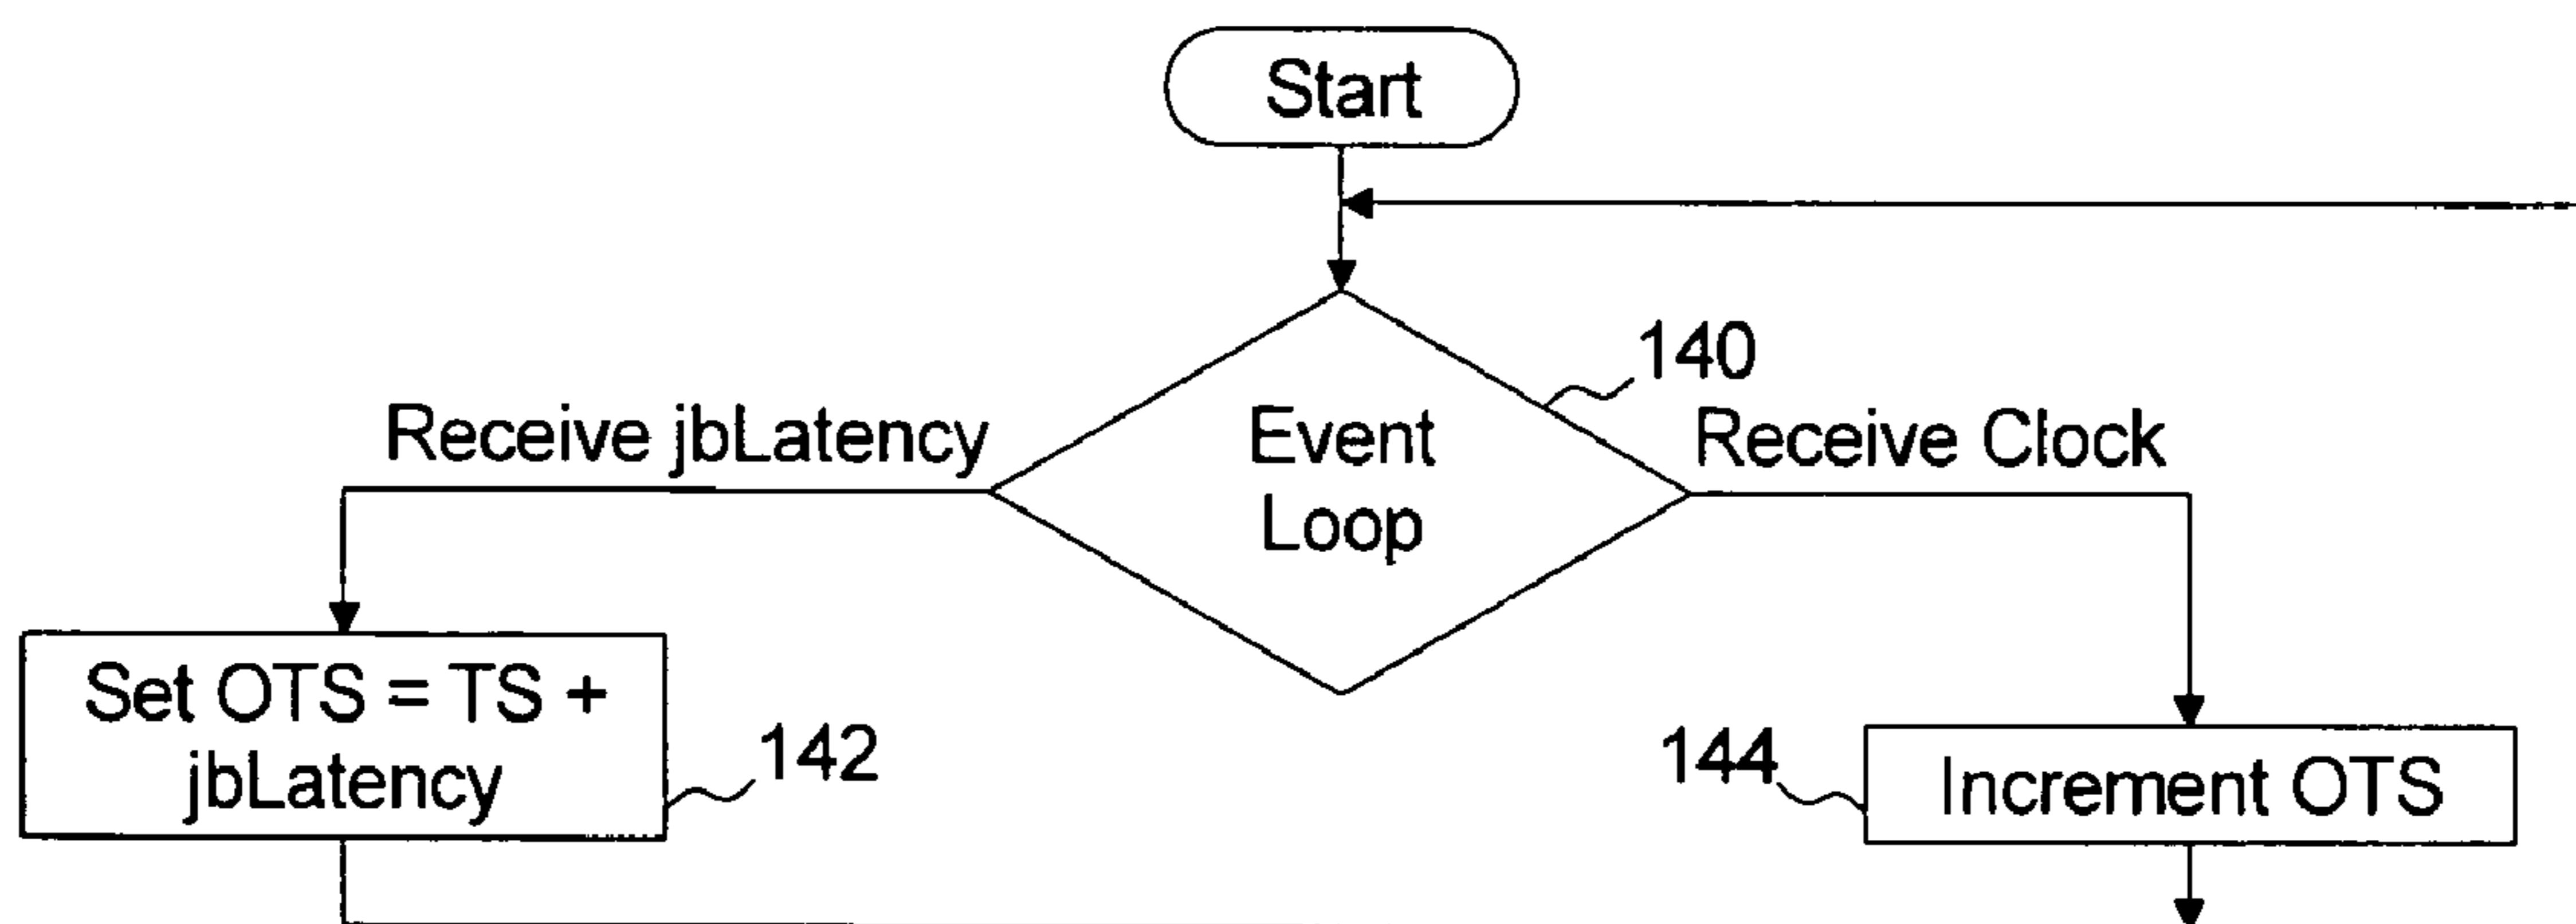 Start
140
Receive jbLatency
Event
Loop
Receive Clock
Set OTS = TS +
jbLatency
142
144
Increment OTS